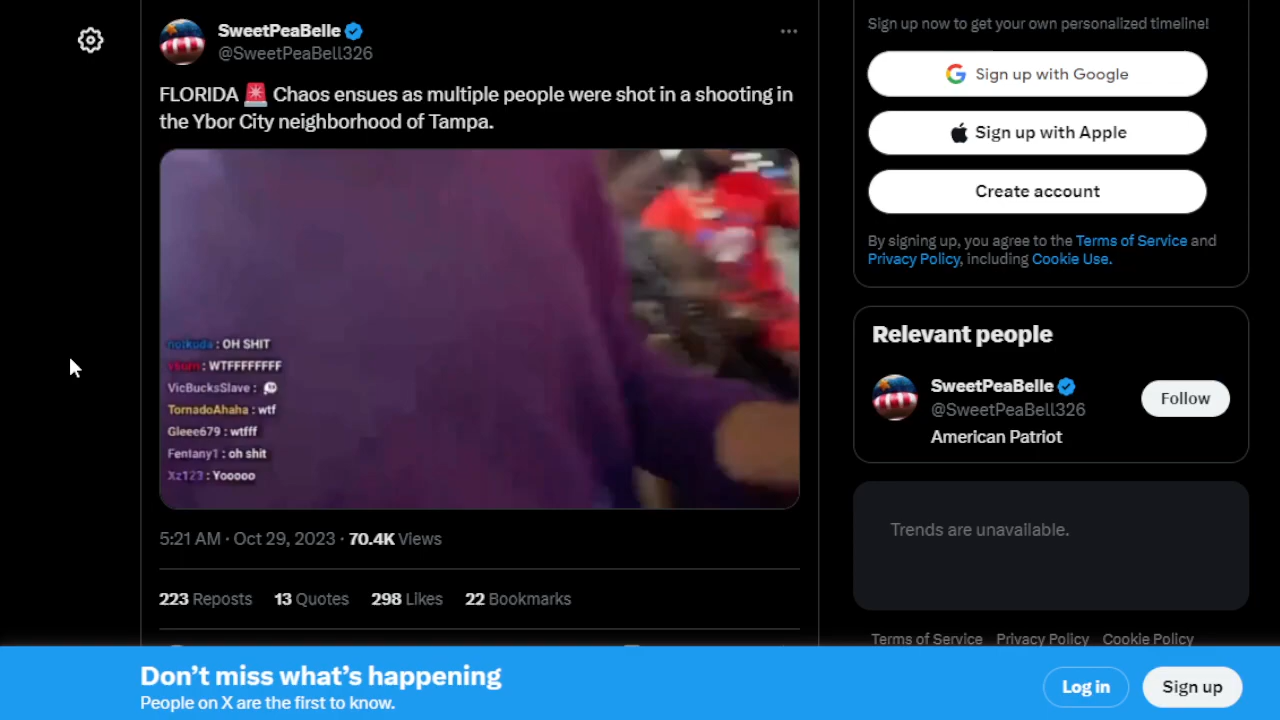 SweetPeaBelle
@SweetPeaBell326
FLORIDA 🚨 Chaos ensues as multiple people were shot in a shooting in
the Ybor City neighborhood of Tampa.
: OH SHIT
: WTFFFFFFFF
VicBucksSlave :
TornadoAhaha : wtf
Gleee679 : wtfff
Fentany1 : oh shit
Xz123 : Yooooo
5:21 AM · Oct 29, 2023 · 70.4K Views
223 Reposts 13 Quotes 298 Likes 22 Bookmarks
Sign up now to get your own personalized timeline!
Sign up with Google
Sign up with Apple
Create account
By signing up, you agree to the Terms of Service and
Privacy Policy, including Cookie Use.
Relevant people
SweetPeaBelle
@SweetPeaBell326
Follow
American Patriot
Trends are unavailable.
Terms of Service Privacy Policy Cookie Policy
Don’t miss what’s happening
People on X are the first to know.
Log in
Sign up